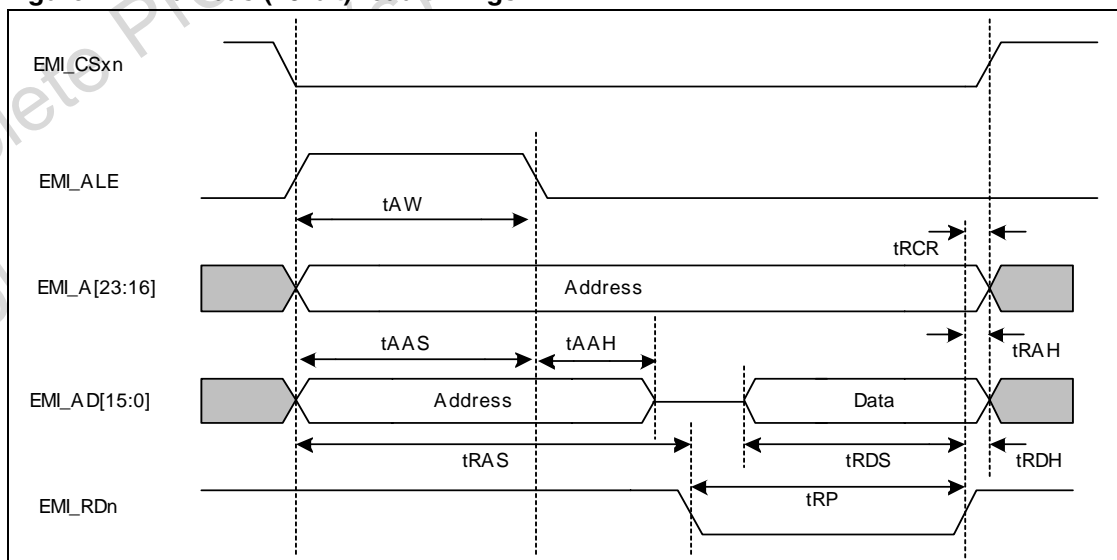 EMI_CSxn
EMI_ALE
tAW
tRCR
EMI_A[23:16]
Address
tAAS
tAAH
tRAH
EMI_AD[15:0]
Address
Data
tRAS
tRDS
tRDH
EMI_RDn
tRP